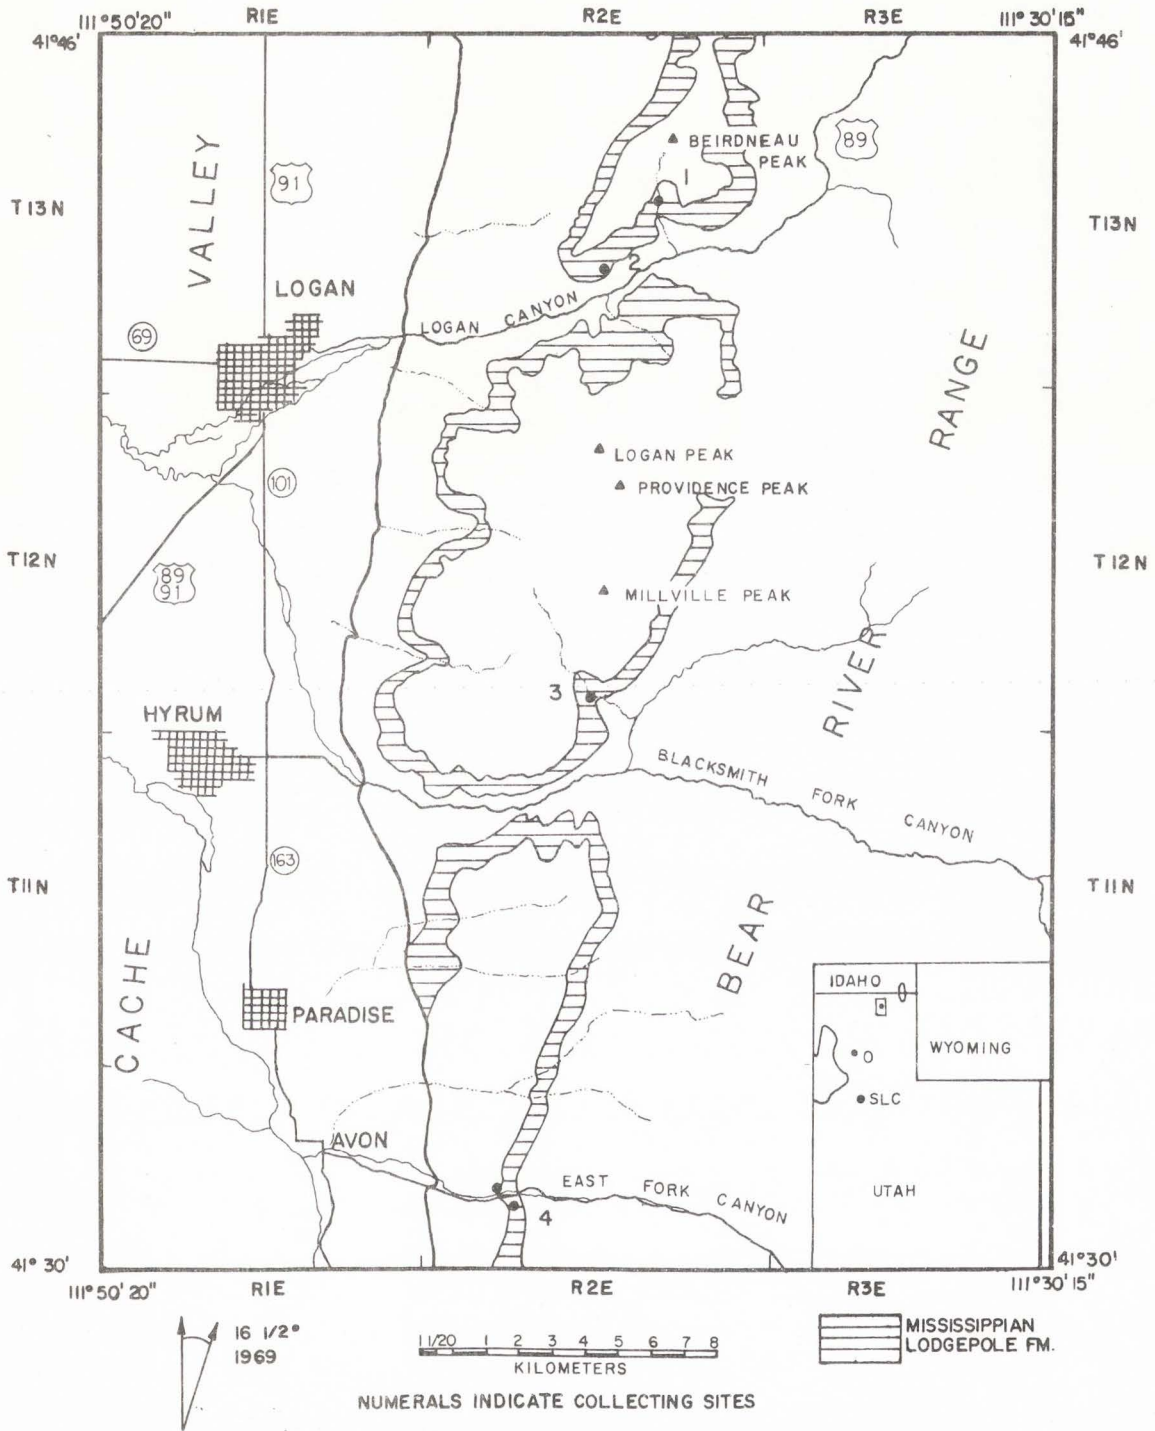 111°50'20" R1E R2E R3E 111°30'15"
41°46' 41°46'
BEIRDNEAU
PEAK
89
1
VALLEY
91
T13N T13N
2
LOGAN
LOGAN CANYON
69
RANGE
LOGAN PEAK
PROVIDENCE PEAK
101
T12N T12N
89
91
MILLVILLE PEAK
RIVER
3
HYRUM
BLACKSMITH FORK CANYON
163
T11N T11N
BEAR
CACHE
IDAHO
PARADISE
WYOMING
O
SLC
AVON
EAST FORK CANYON
UTAH
4
41° 30' 41°30'
111°50' 20" R1E R2E R3E 111°30'15"
16 1/2°
1969
1 1/2 0 1 2 3 4 5 6 7 8
KILOMETERS
MISSISSIPPIAN
LODGEPOLE FM.
NUMERALS INDICATE COLLECTING SITES